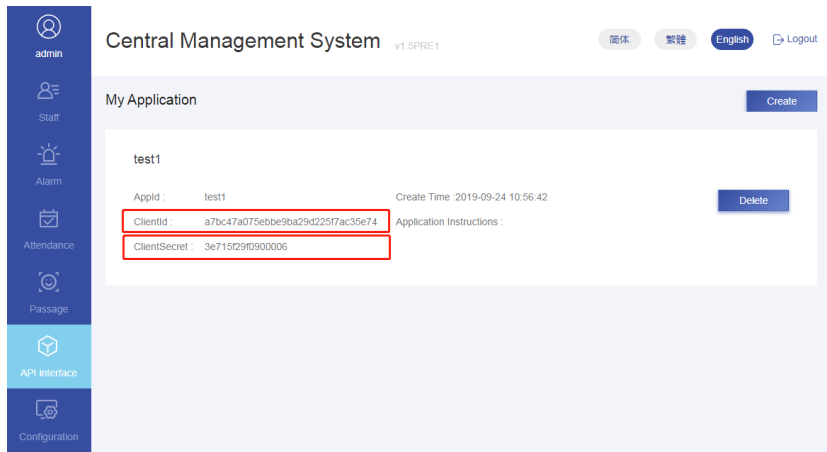 admin
Staff
Alarm
Attendance
Passage
API interface
Configuration
Central Management System v1.5PRE1
简体 繁體 English Logout
My Application
Create
test1
AppId : test1 Create Time :2019-09-24 10:56:42
Delete
ClientId : a7bc47a075ebbe9ba29d225f7ac35e74 Application Instructions :
ClientSecret : 3e715f29f0900006